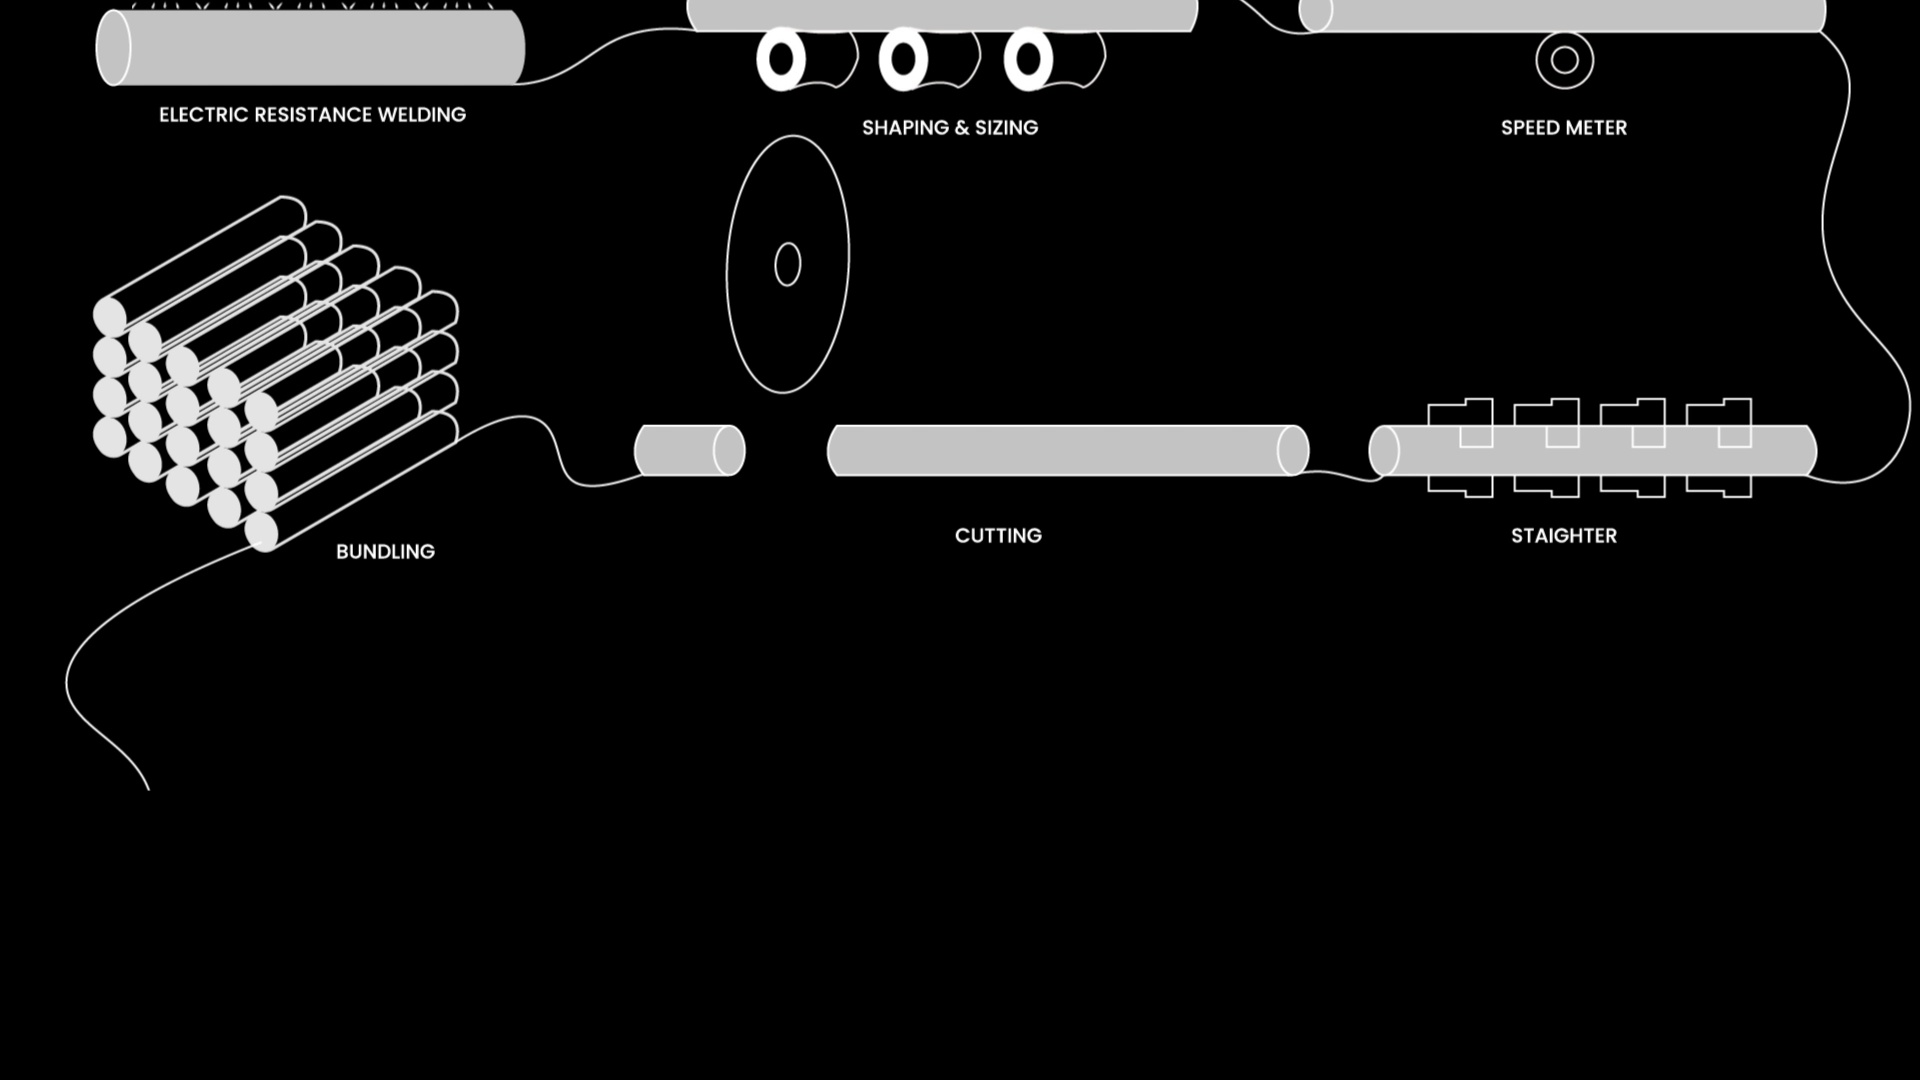 ELECTRIC RESISTANCE WELDING
SHAPING & SIZING
SPEED METER
BUNDLING
CUTTING
STAIGHTER